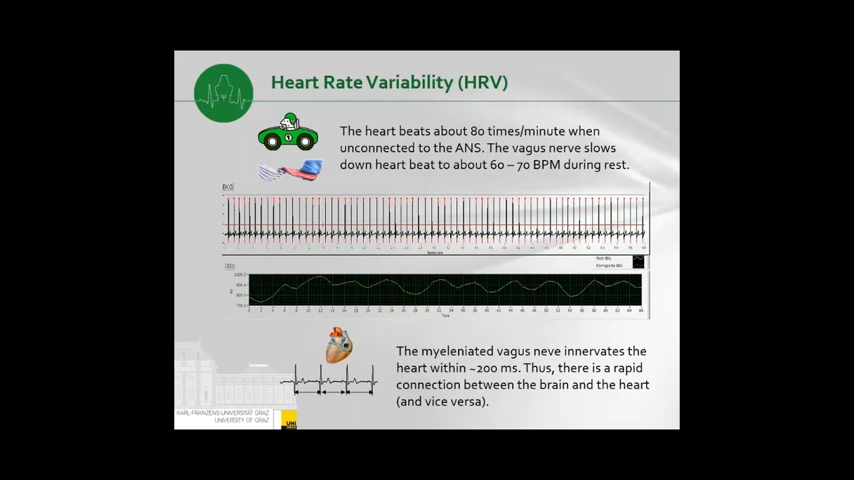 Heart Rate Variability (HRV)
The heart beats about 80 times/minute when
unconnected to the ANS. The vagus nerve slows
down heart beat to about 60 – 70 BPM during rest.
EKG
The myeleniated vagus neve innervates the
heart within ~200 ms. Thus, there is a rapid
connection between the brain and the heart
(and vice versa).
KARL-FRANZENS-UNIVERSITÄT GRAZ
UNIVERSITY OF GRAZ
UNI